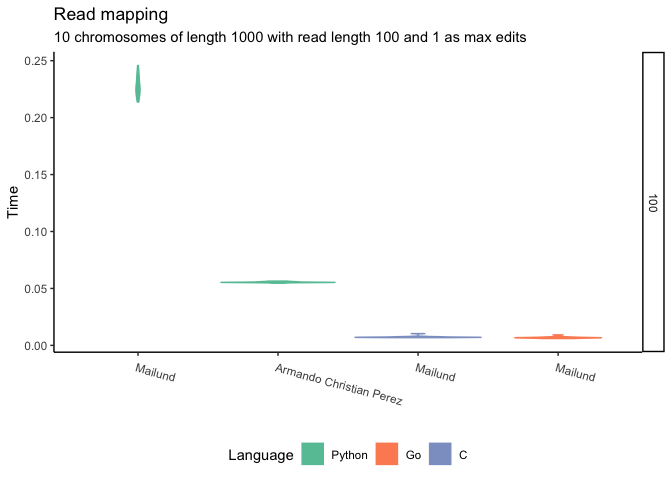 Read mapping
10 chromosomes of length 1000 with read length 100 and 1 as max edits
0.25
0.20
0.15
0.10
0.05
0.00
Time
100
Mailund
Armando Christian Perez
Mailund
Mailund
Language
Python
Go
C